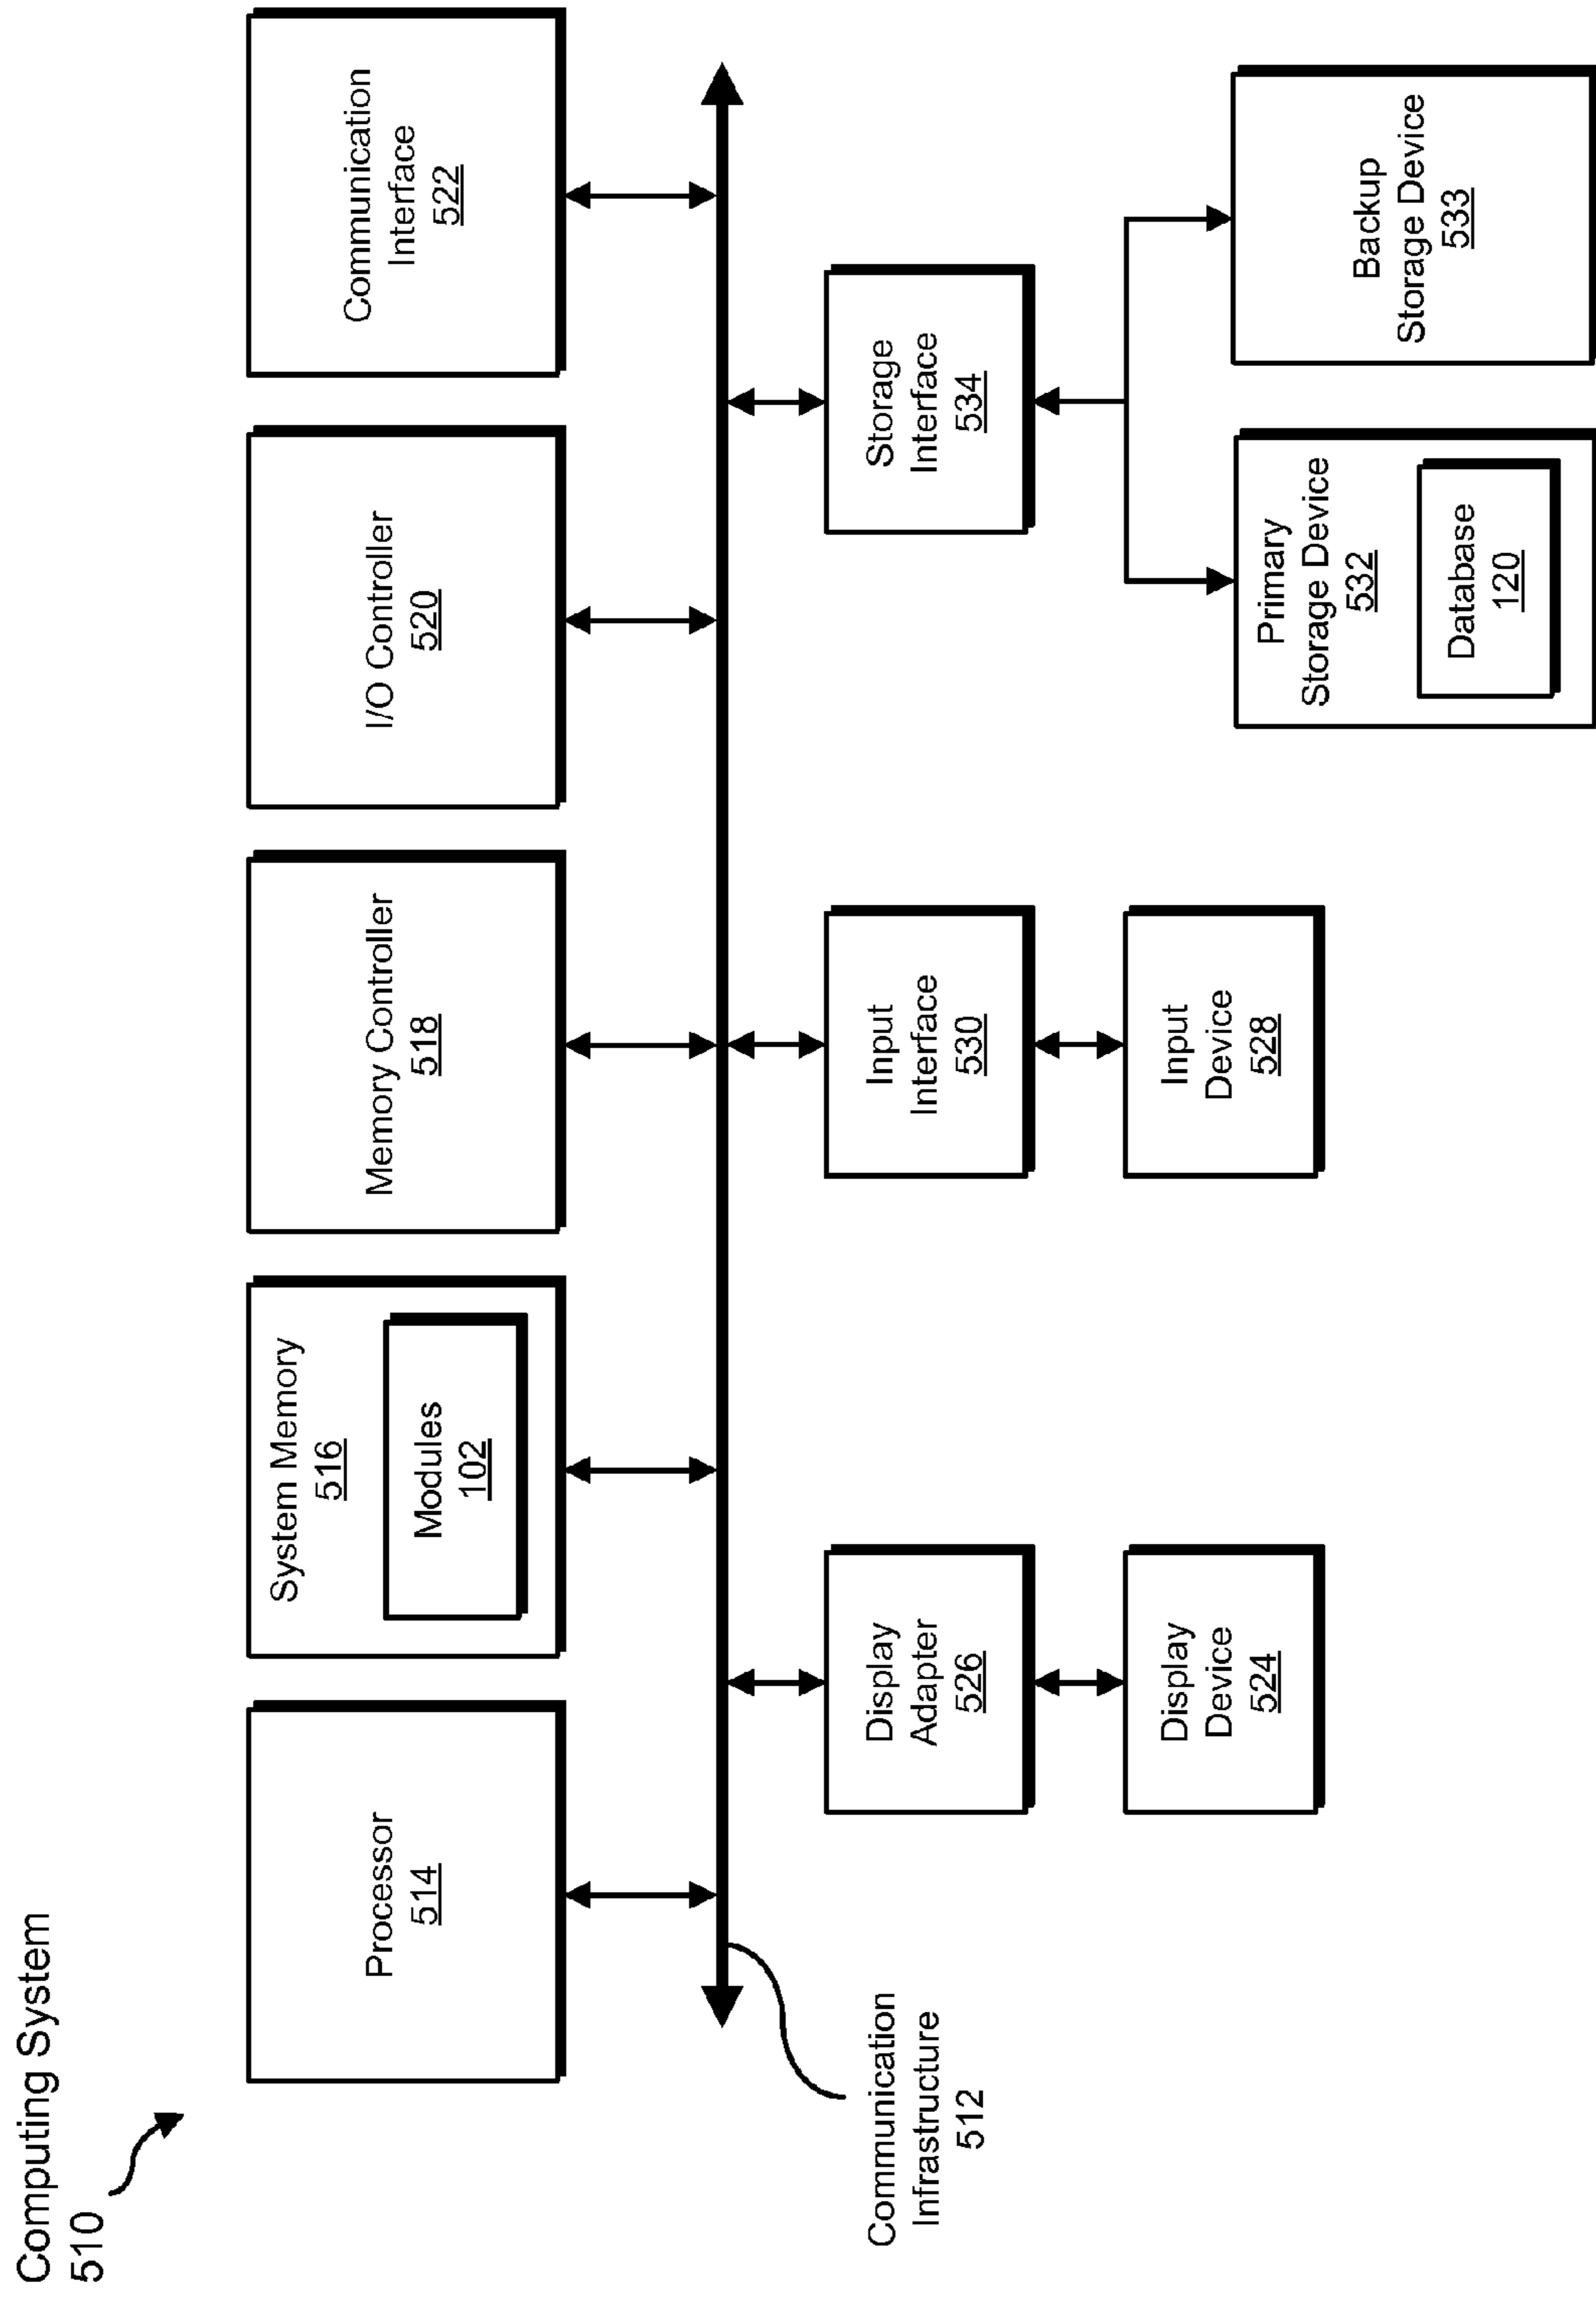 Computing System
510
Processor
514
System Memory
516
Modules
102
Memory Controller
518
I/O Controller
520
Communication
Interface
522
Communication
Infrastructure
512
Display
Adapter
526
Input
Interface
530
Storage
Interface
534
Display
Device
524
Input
Device
528
Primary
Storage Device
532
Database
120
Backup
Storage Device
533